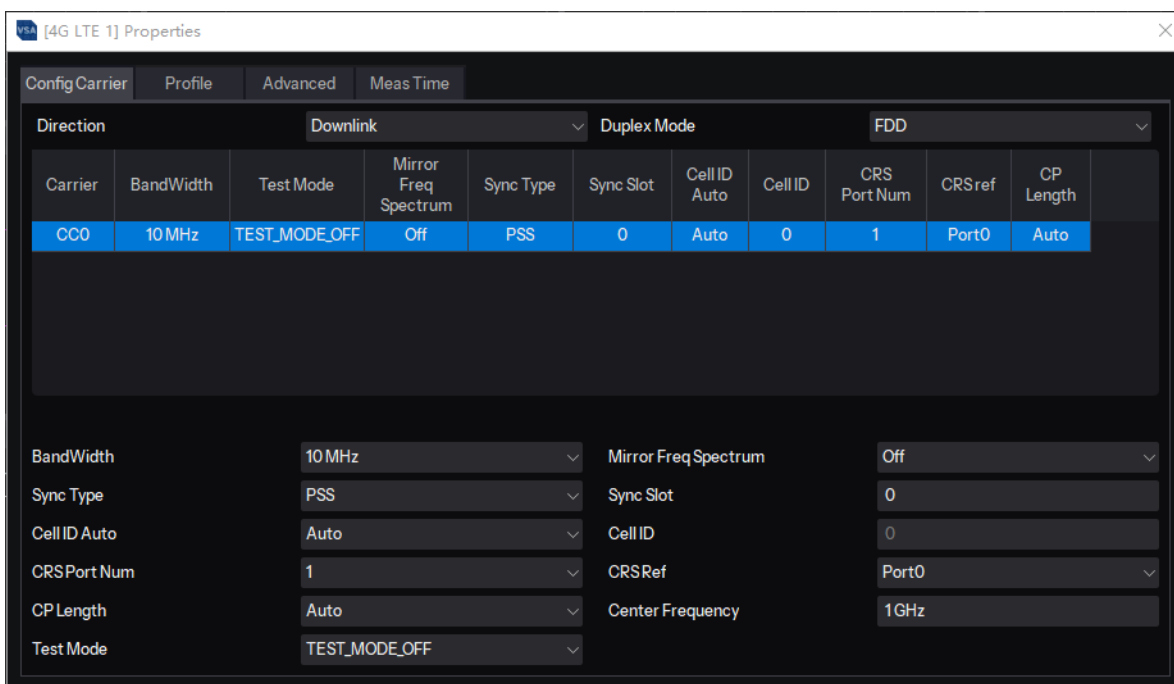 VSA [4G LTE 1] Properties
Config Carrier Profile Advanced Meas Time
Direction Downlink Duplex Mode FDD
Carrier BandWidth Test Mode Mirror Freq Spectrum Sync Type Sync Slot Cell ID Auto Cell ID CRS Port Num CRS ref CP Length
CC0 10 MHz TEST_MODE_OFF Off PSS 0 Auto 0 1 Port0 Auto
BandWidth 10 MHz Mirror Freq Spectrum Off
Sync Type PSS Sync Slot 0
Cell ID Auto Auto Cell ID 0
CRS Port Num 1 CRS Ref Port0
CP Length Auto Center Frequency 1 GHz
Test Mode TEST_MODE_OFF